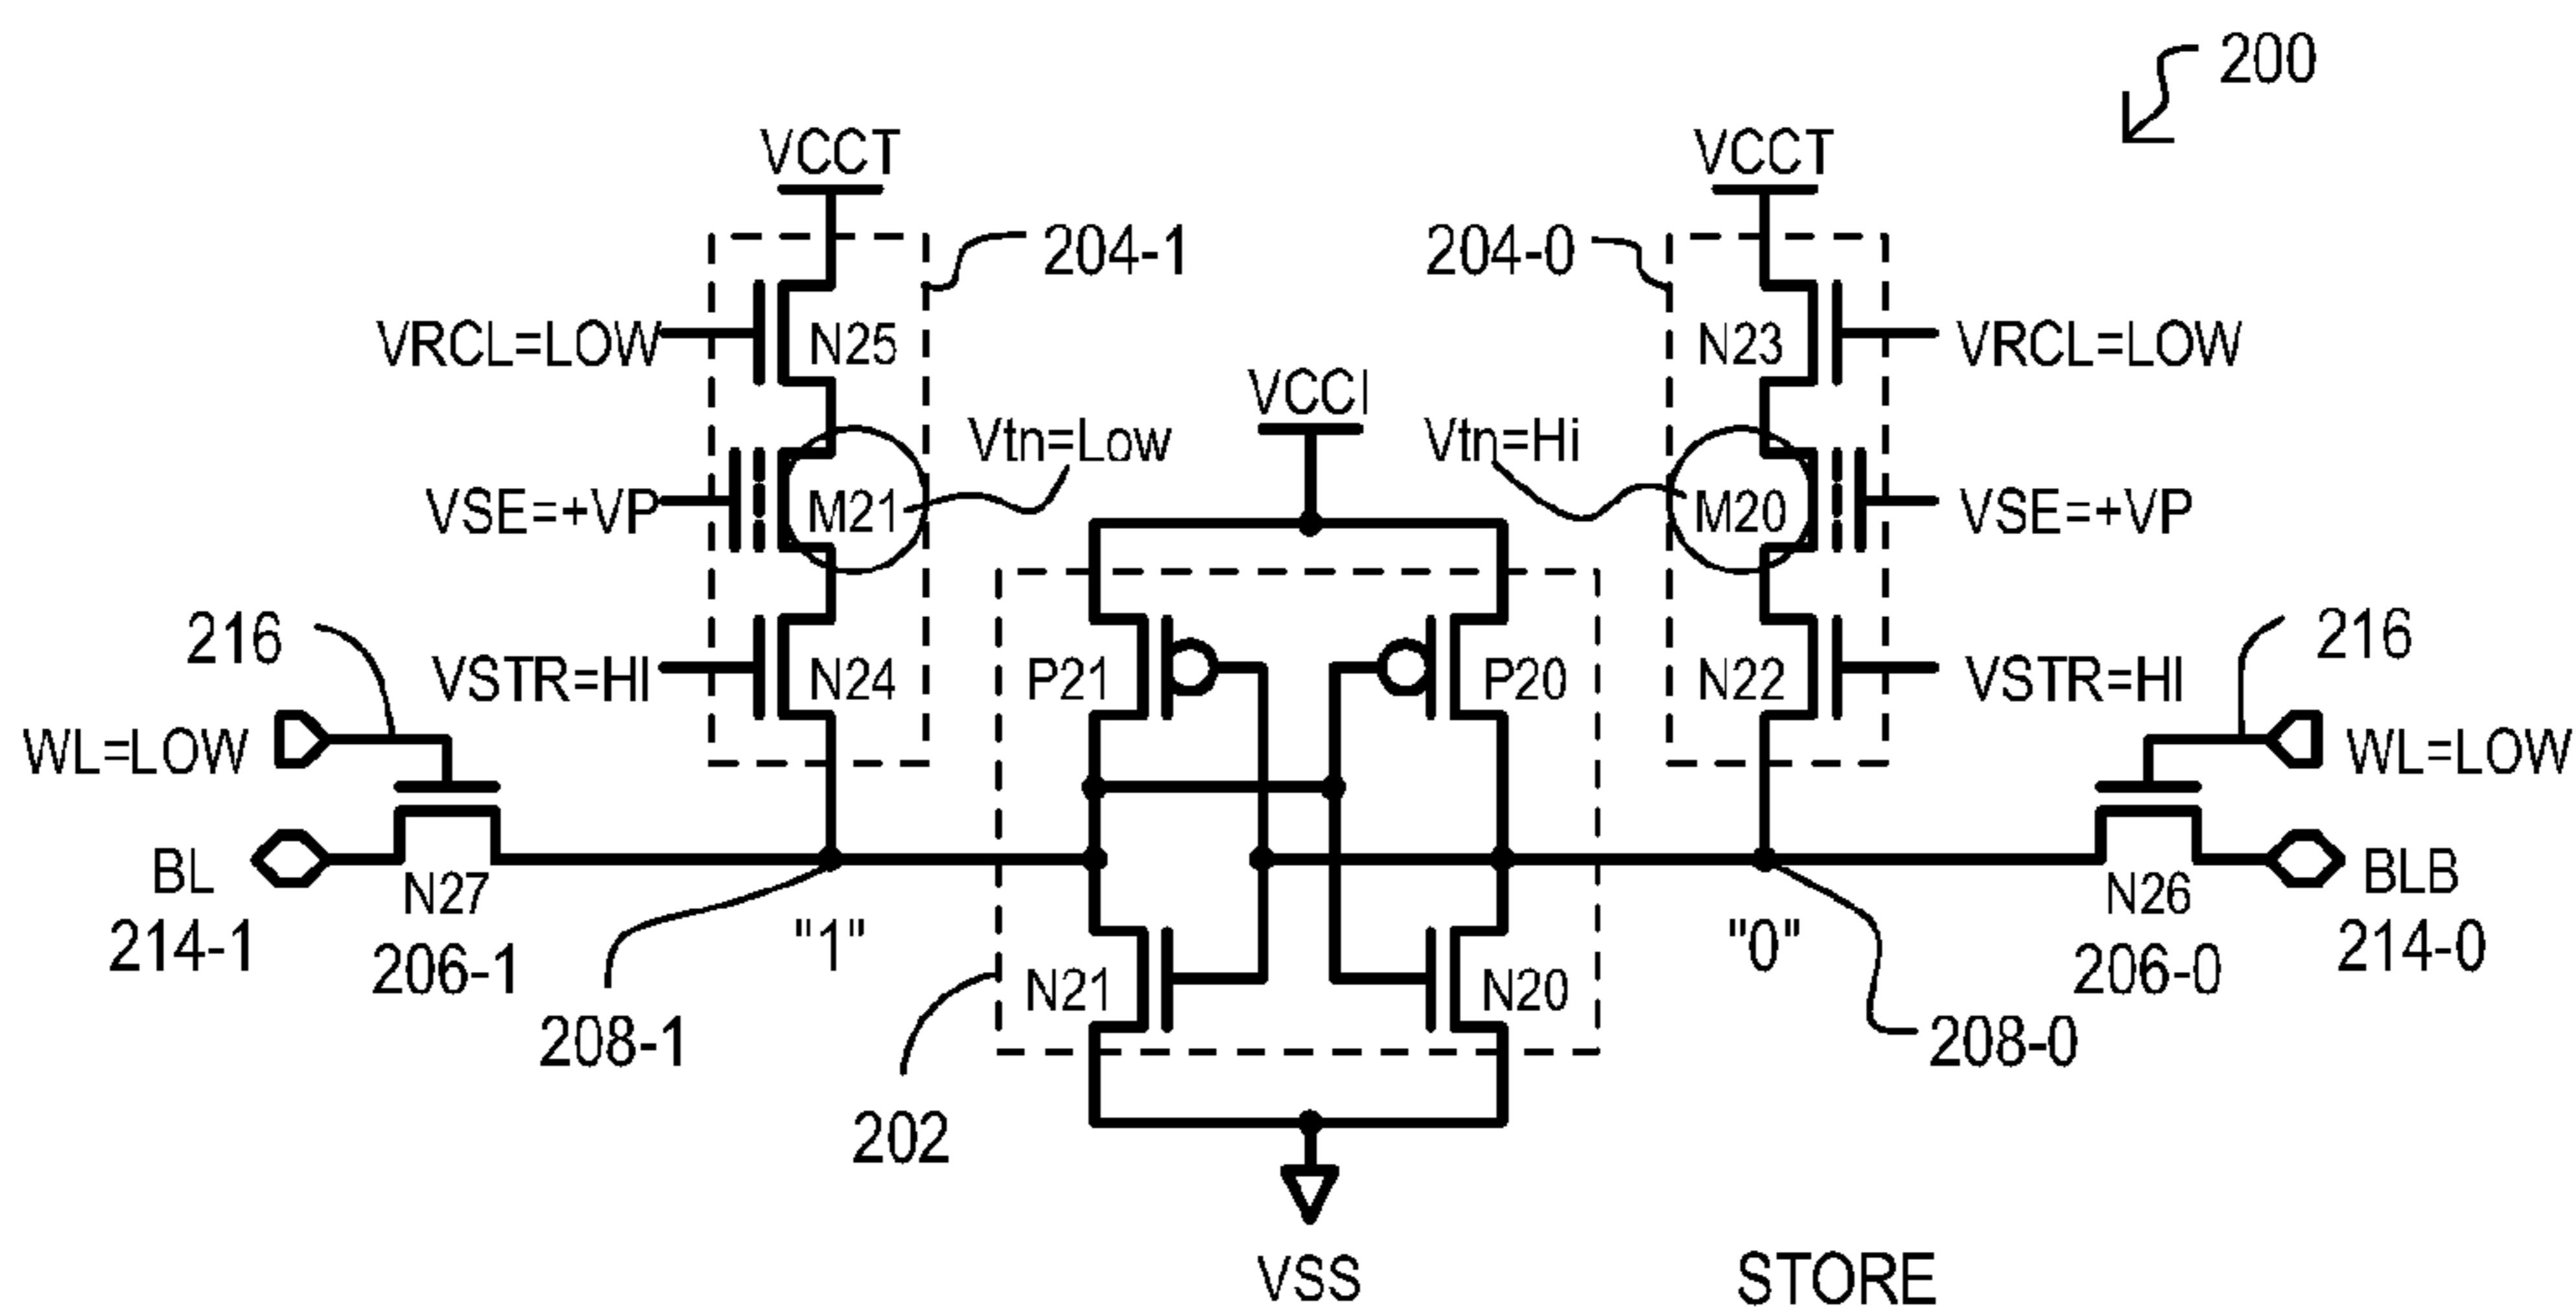 200
VCCT
VCCT
204-1
204-0
VRCL=LOW
N25
N23
VRCL=LOW
VCCI
Vtn=Low
Vtn=Hi
VSE=+VP
M21
M20
VSE=+VP
216
216
VSTR=HI
N24
P21
P20
N22
VSTR=HI
WL=LOW
WL=LOW
BL
N27
N26
BLB
214-1
206-1
"1"
"0"
206-0
214-0
N21
N20
208-1
208-0
202
VSS
STORE